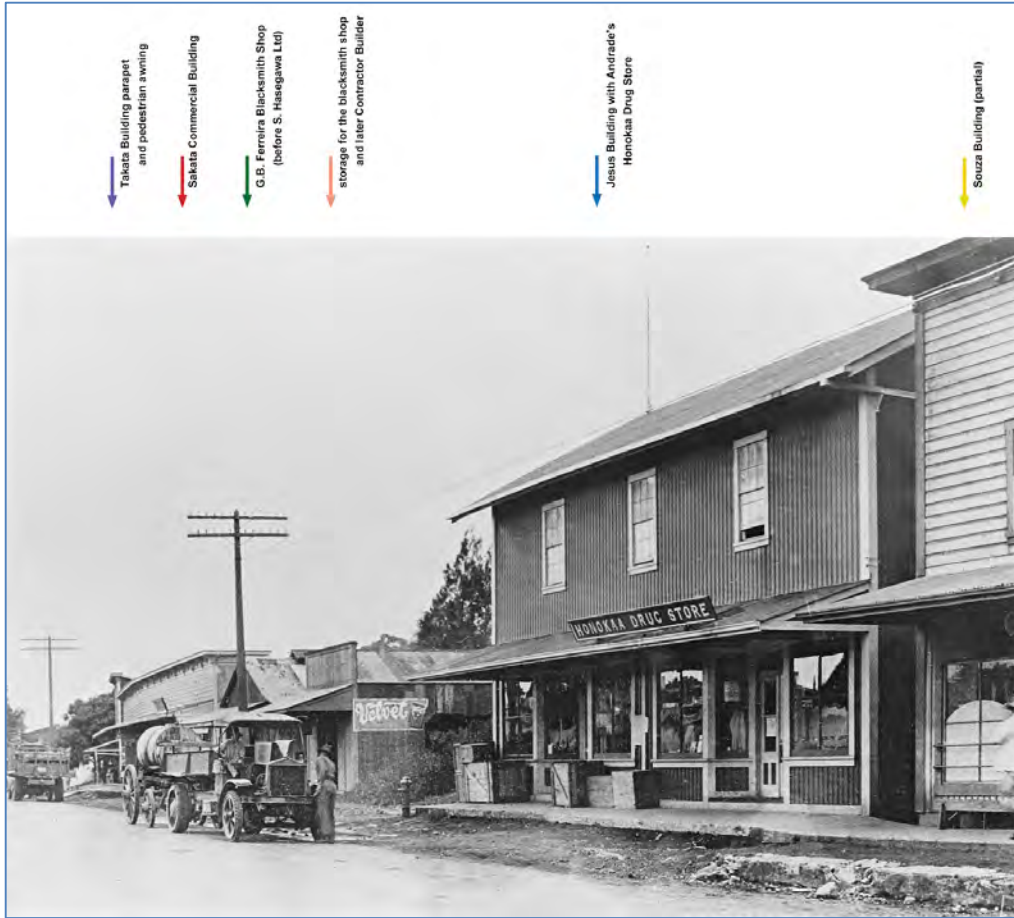 Takata Building parapet
and pedestrian awning
Sakata Commercial Building
G.B. Ferreira Blacksmith Shop
(before S. Hasegawa Ltd)
storage for the blacksmith shop
and later Contractor Builder
Jesus Building with Andrade's
Honokaa Drug Store
Souza Building (partial)
HONOKAA DRUG STORE
Velvet